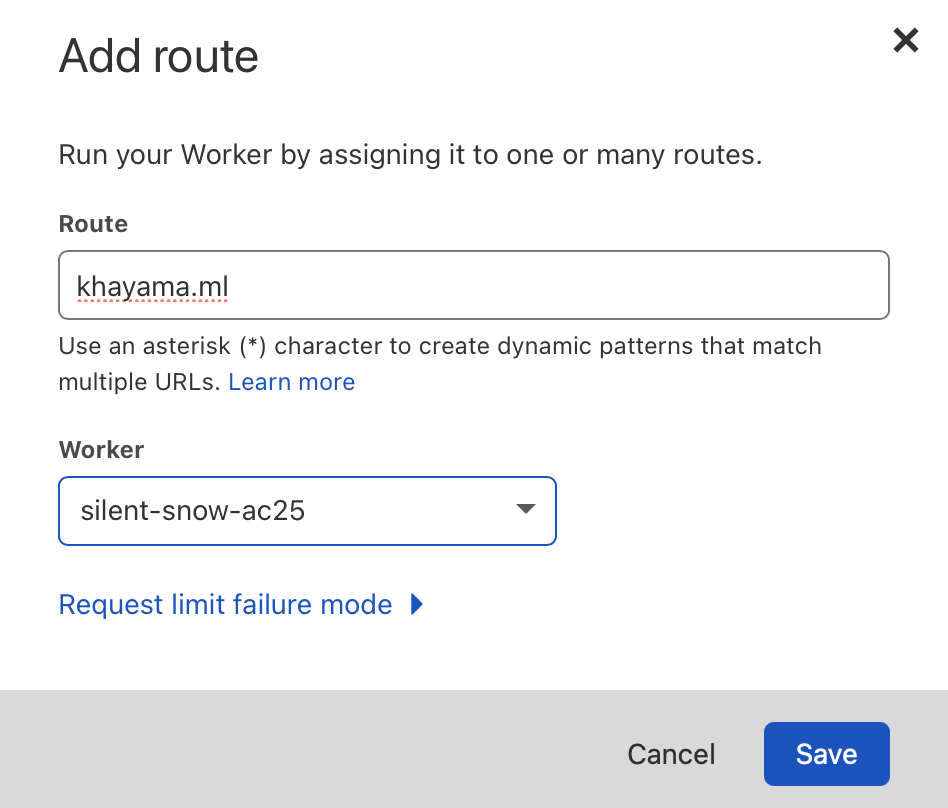 Add route
Run your Worker by assigning it to one or many routes.
Route
khayama.ml
Use an asterisk (*) character to create dynamic patterns that match
multiple URLs. Learn more
Worker
silent-snow-ac25
Request limit failure mode
Cancel
Save